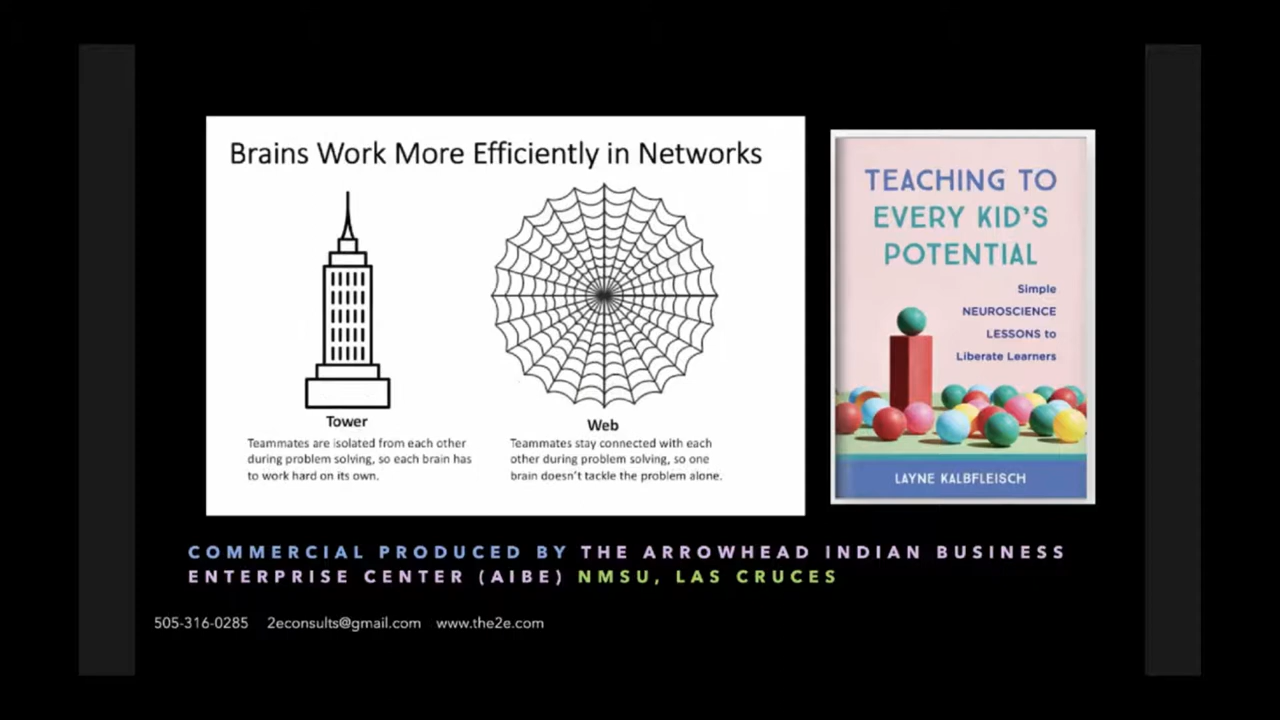 Brains Work More Efficiently in Networks
Tower
Teammates are isolated from each other
during problem solving, so each brain has
to work hard on its own.
Web
Teammates stay connected with each
other during problem solving, so one
brain doesn't tackle the problem alone.
TEACHING TO
EVERY KID'S
POTENTIAL
Simple
NEUROSCIENCE
LESSONS to
Liberate Learners
LAYNE KALBFLEISCH
COMMERCIAL PRODUCED BY THE ARROWHEAD INDIAN BUSINESS
ENTERPRISE CENTER (AIBE) NMSU, LAS CRUCES
505-316-0285 2econsults@gmail.com www.the2e.com